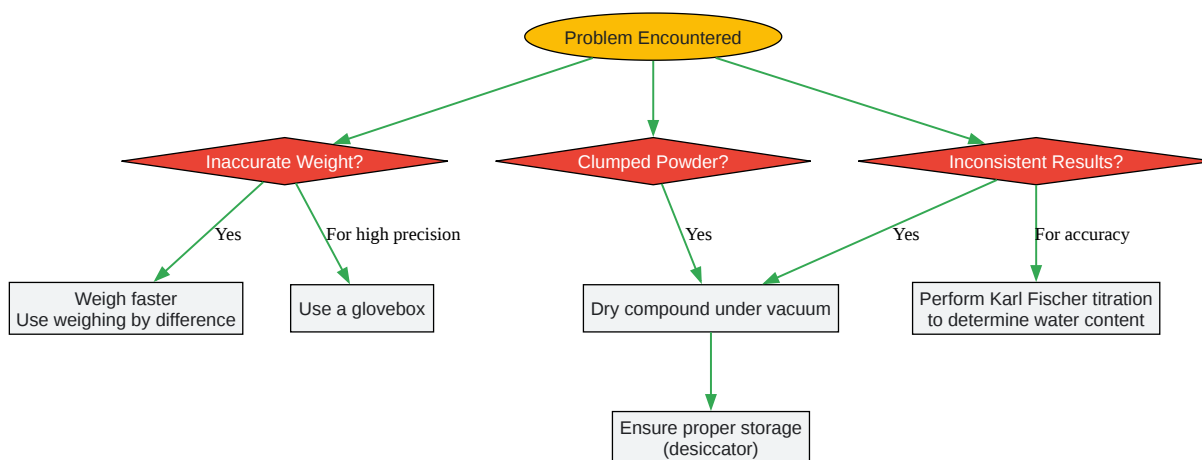 Problem Encountered
Inaccurate Weight?
Clumped Powder?
Inconsistent Results?
Yes
For high precision
Yes
Yes
For accuracy
Weigh faster
Use weighing by difference
Use a glovebox
Dry compound under vacuum
Perform Karl Fischer titration
to determine water content
Ensure proper storage
(desiccator)